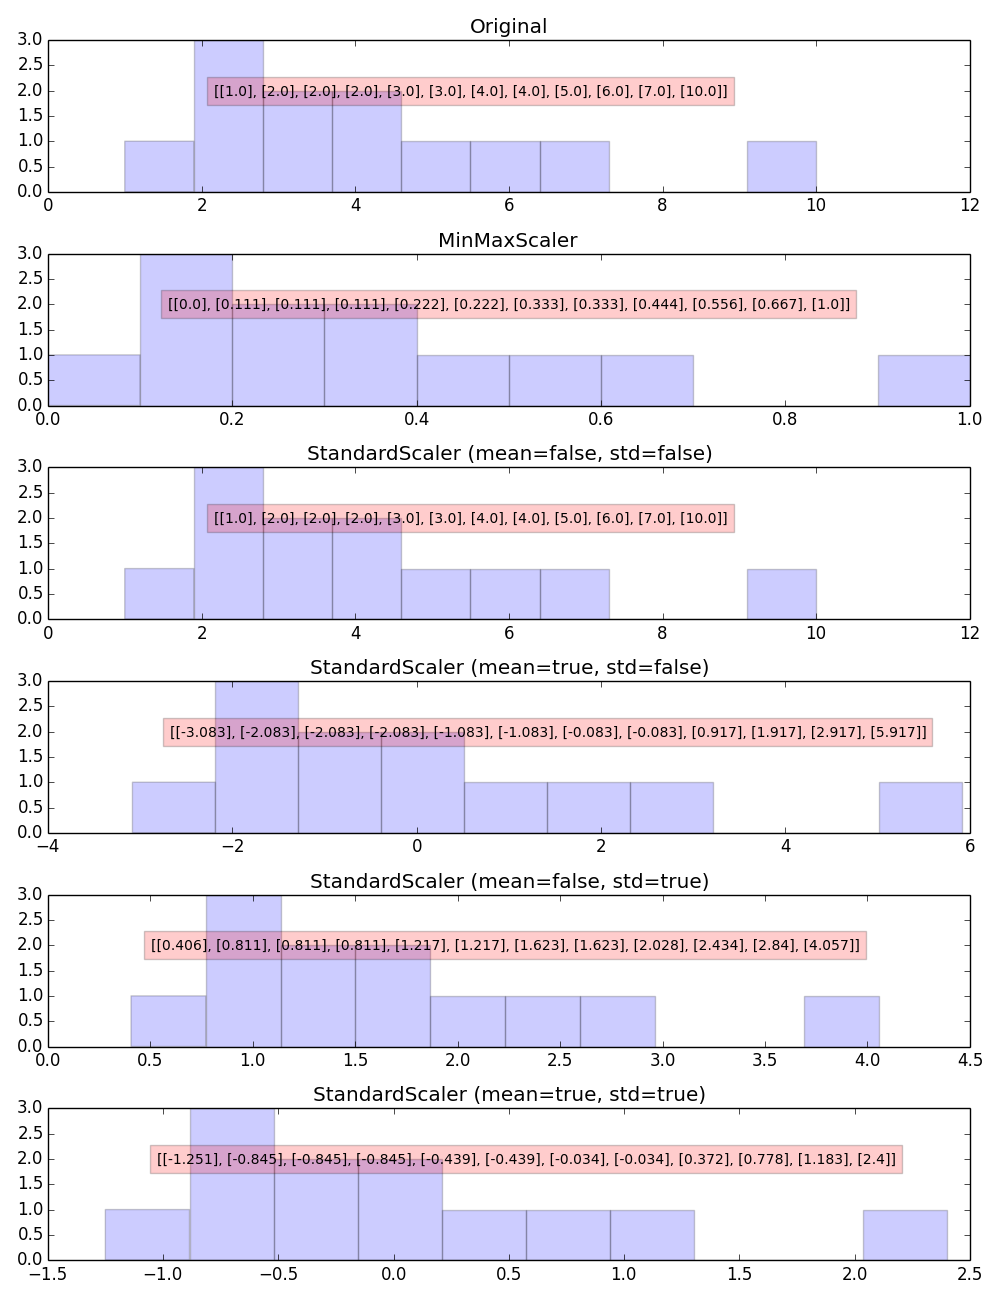 Original
3.0
2.5
2.0
1.5
1.0
0.5
0.0
[[1.0], [2.0], [2.0], [2.0], [3.0], [3.0], [4.0], [4.0], [5.0], [6.0], [7.0], [10.0]]
0 2 4 6 8 10 12
MinMaxScaler
3.0
2.5
2.0
1.5
1.0
0.5
0.0
[[0.0], [0.111], [0.111], [0.111], [0.222], [0.222], [0.333], [0.333], [0.444], [0.556], [0.667], [1.0]]
0.0 0.2 0.4 0.6 0.8 1.0
StandardScaler (mean=false, std=false)
3.0
2.5
2.0
1.5
1.0
0.5
0.0
[[1.0], [2.0], [2.0], [2.0], [3.0], [3.0], [4.0], [4.0], [5.0], [6.0], [7.0], [10.0]]
0 2 4 6 8 10 12
StandardScaler (mean=true, std=false)
3.0
2.5
2.0
1.5
1.0
0.5
0.0
[[-3.083], [-2.083], [-2.083], [-2.083], [-1.083], [-1.083], [-0.083], [-0.083], [0.917], [1.917], [2.917], [5.917]]
−4 −2 0 2 4 6
StandardScaler (mean=false, std=true)
3.0
2.5
2.0
1.5
1.0
0.5
0.0
[[0.406], [0.811], [0.811], [0.811], [1.217], [1.217], [1.623], [1.623], [2.028], [2.434], [2.84], [4.057]]
0.0 0.5 1.0 1.5 2.0 2.5 3.0 3.5 4.0 4.5
StandardScaler (mean=true, std=true)
3.0
2.5
2.0
1.5
1.0
0.5
0.0
[[-1.251], [-0.845], [-0.845], [-0.845], [-0.439], [-0.439], [-0.034], [-0.034], [0.372], [0.778], [1.183], [2.4]]
−1.5 −1.0 −0.5 0.0 0.5 1.0 1.5 2.0 2.5